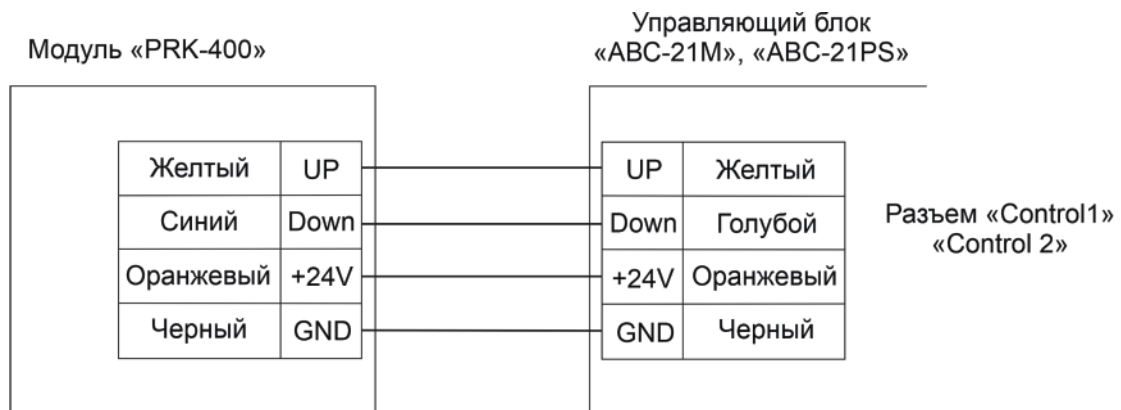 Модуль «PRK-400»
Управляющий блок
«ABC-21M», «ABC-21PS»
Желтый UP
Синий Down
Оранжевый +24V
Черный GND
UP Желтый
Down Голубой
+24V Оранжевый
GND Черный
Разъем «Control1»
«Control 2»